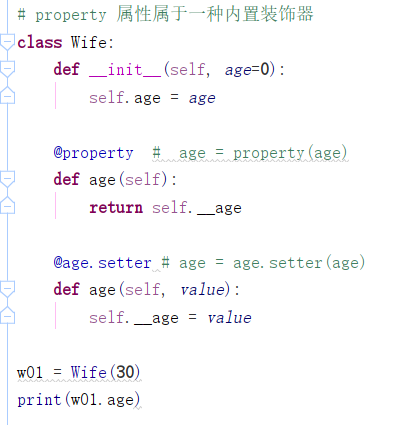 # property 属性属于一种内置装饰器
class Wife:
    def __init__(self, age=0):
        self.age = age
    @property  #  age = property(age)
    def age(self):
        return self.__age
    @age.setter # age = age.setter(age)
    def age(self, value):
        self.__age = value
w01 = Wife(30)
print(w01.age)